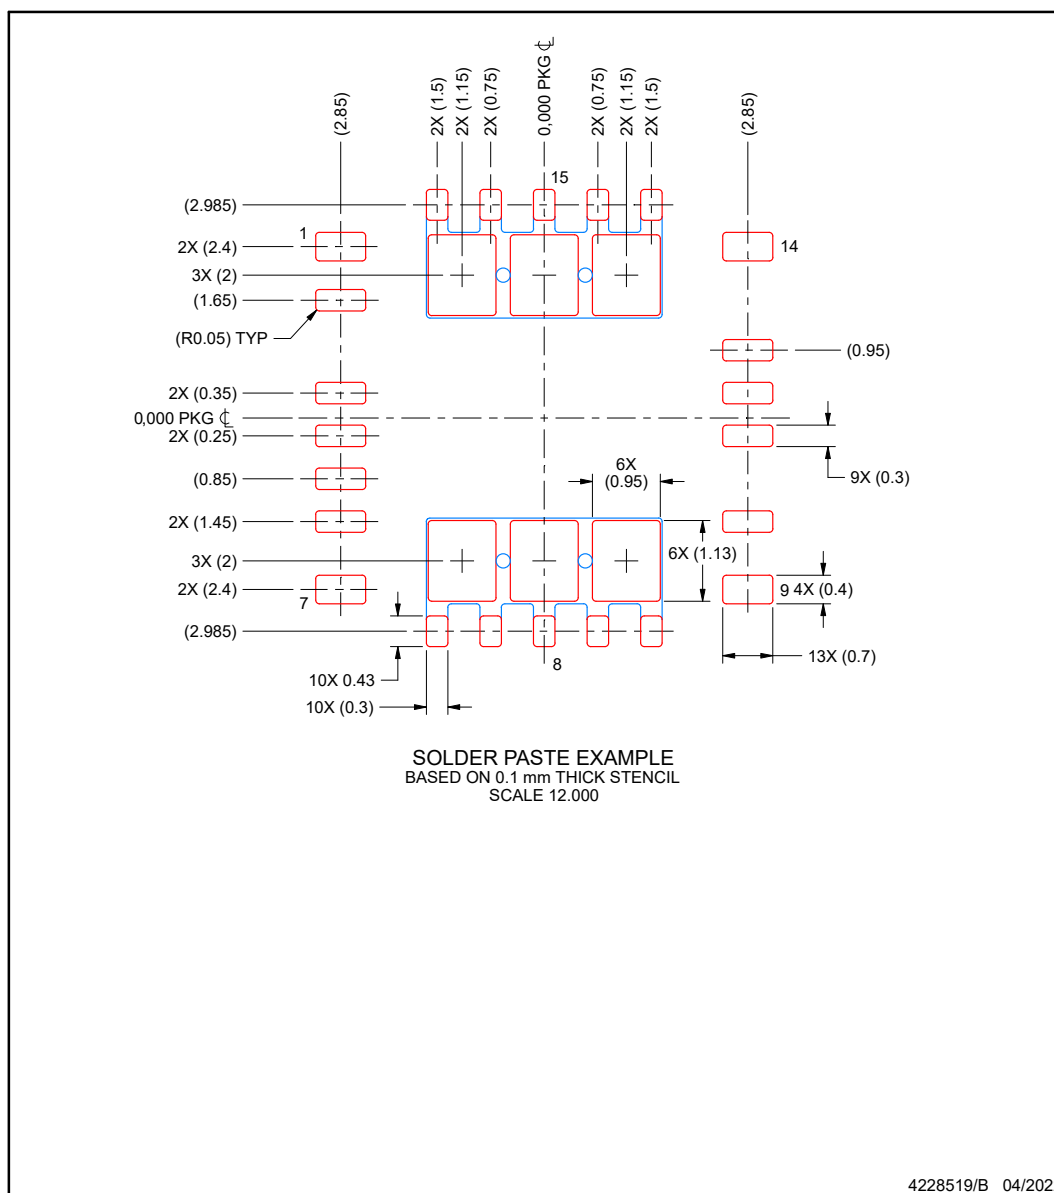 (2.85)
2X (1.5)
2X (1.15)
2X (0.75)
0,000 PKG ℄
2X (0.75)
2X (1.15)
2X (1.5)
(2.85)
15
(2.985)
1
2X (2.4)
14
3X (2)
(1.65)
(R0.05) TYP
(0.95)
2X (0.35)
0,000 PKG ℄
2X (0.25)
6X
(0.95)
(0.85)
9X (0.3)
2X (1.45)
6X (1.13)
3X (2)
2X (2.4)
7
9
4X (0.4)
(2.985)
8
13X (0.7)
10X 0.43
10X (0.3)
SOLDER PASTE EXAMPLE
BASED ON 0.1 mm THICK STENCIL
SCALE 12.000
4228519/B 04/202